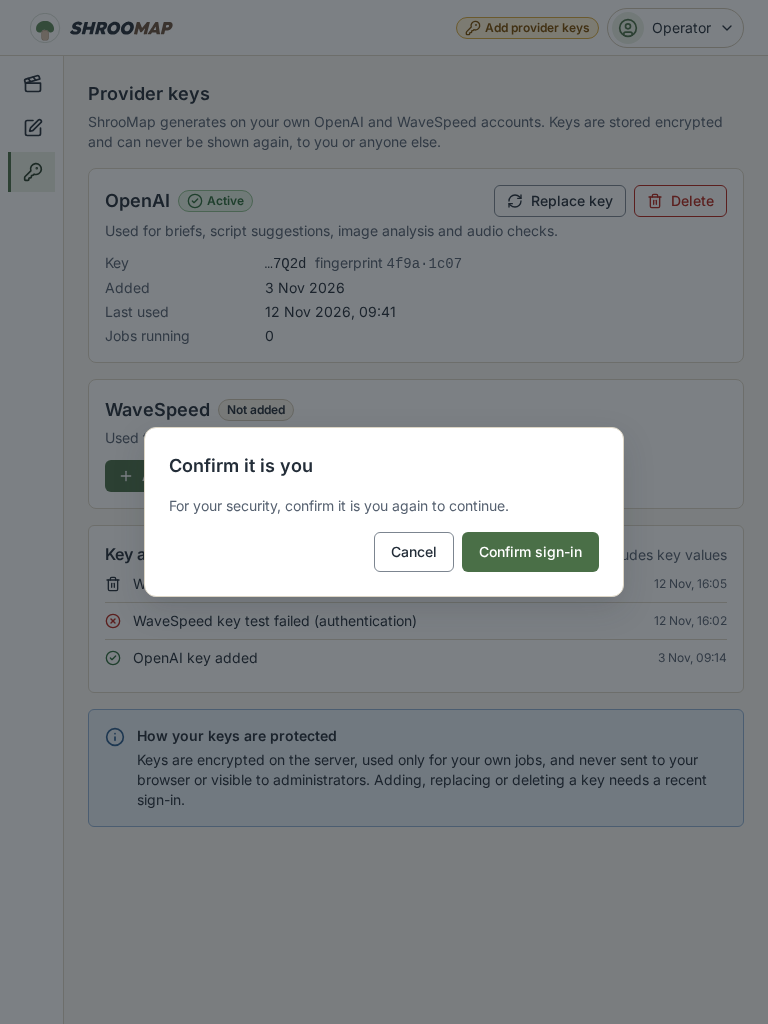 SHROOMAP
Add provider keys
Operator
Provider keys
ShrooMap generates on your own OpenAI and WaveSpeed accounts. Keys are stored encrypted
and can never be shown again, to you or anyone else.
OpenAI
Active
Replace key
Delete
Used for briefs, script suggestions, image analysis and audio checks.
Key
…7Q2d fingerprint 4f9a·1c07
Added
3 Nov 2026
Last used
12 Nov 2026, 09:41
Jobs running
0
WaveSpeed
Not added
Used
Confirm it is you
For your security, confirm it is you again to continue.
Cancel
Confirm sign-in
Key
key values
12 Nov, 16:05
WaveSpeed key test failed (authentication)
12 Nov, 16:02
OpenAI key added
3 Nov, 09:14
How your keys are protected
Keys are encrypted on the server, used only for your own jobs, and never sent to your
browser or visible to administrators. Adding, replacing or deleting a key needs a recent
sign-in.